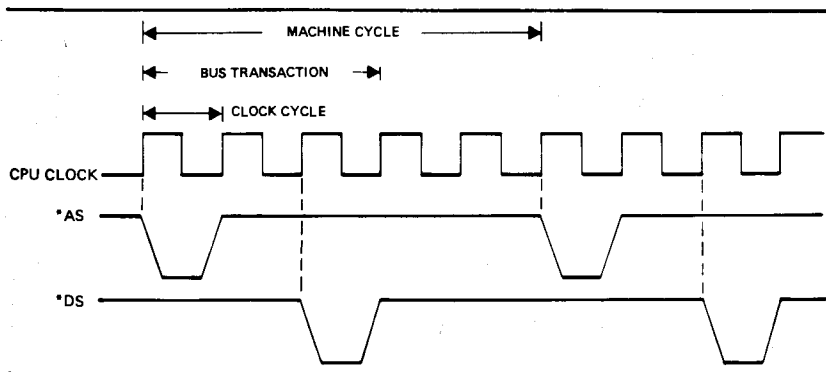 MACHINE CYCLE
BUS TRANSACTION
CLOCK CYCLE
CPU CLOCK
*AS
*DS